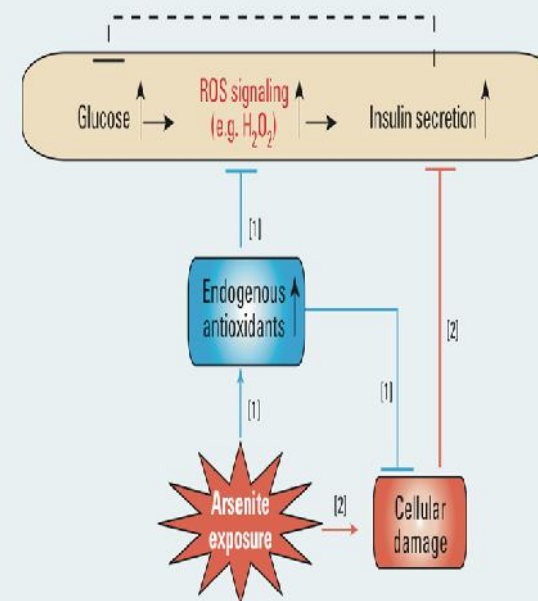 ROS signaling
Glucose
(e.g. H₂O₂)
Insulin secretion
[1]
Endogenous
antioxidants
[2]
[1]
[1]
Arsenite
exposure
[2]
Cellular
damage